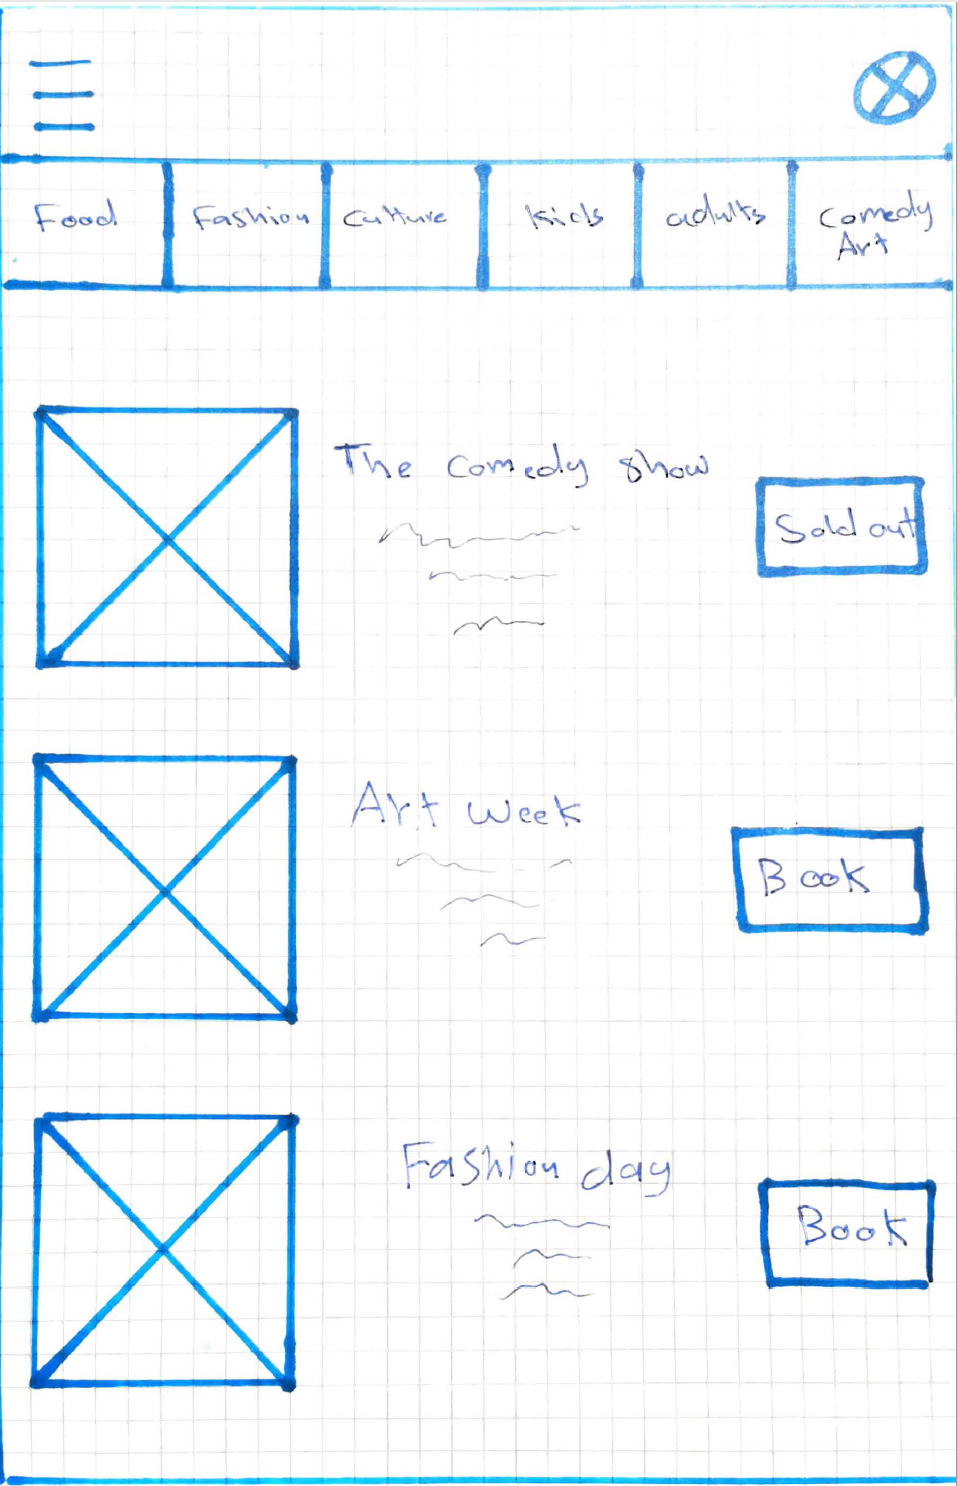 Food
Fashion
Culture
Kids
adults
Comedy
Art
The comedy show
Sold out
Art week
Book
Fashion day
Book